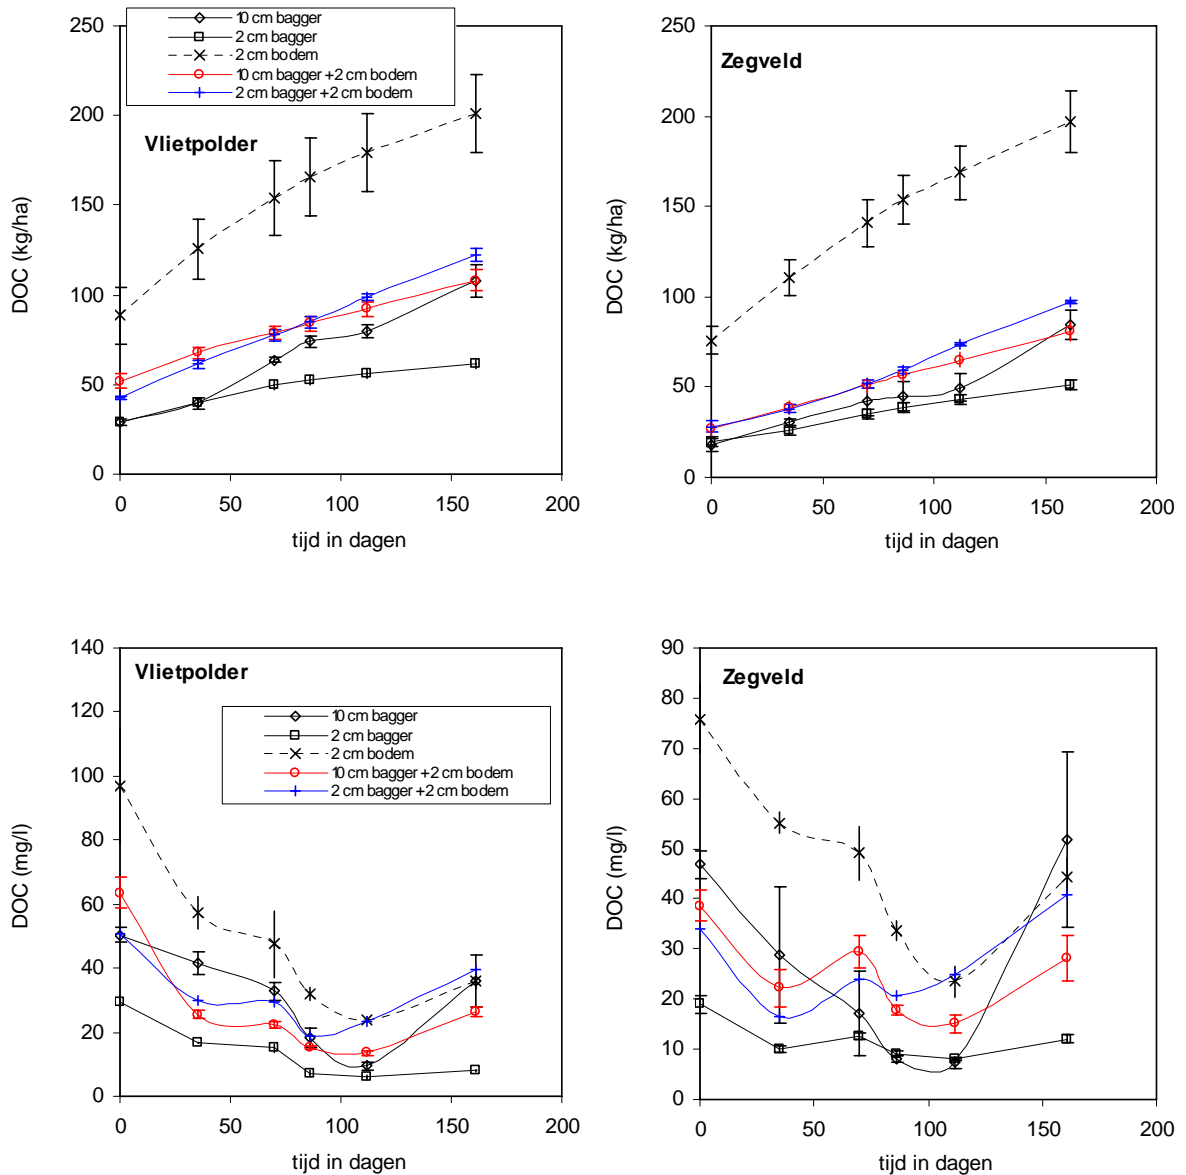 250
200
150
100
50
0
DOC (kg/ha)
10 cm bagger
2 cm bagger
2 cm bodem
10 cm bagger +2 cm bodem
2 cm bagger +2 cm bodem
Vlietpolder
0 50 100 150 200
tijd in dagen
250
200
150
100
50
0
DOC (kg/ha)
Zegveld
0 50 100 150 200
tijd in dagen
140
120
100
80
60
40
20
0
DOC (mg/l)
Vlietpolder
10 cm bagger
2 cm bagger
2 cm bodem
10 cm bagger +2 cm bodem
2 cm bagger +2 cm bodem
0 50 100 150 200
tijd in dagen
90
80
70
60
50
40
30
20
10
0
DOC (mg/l)
Zegveld
0 50 100 150 200
tijd in dagen